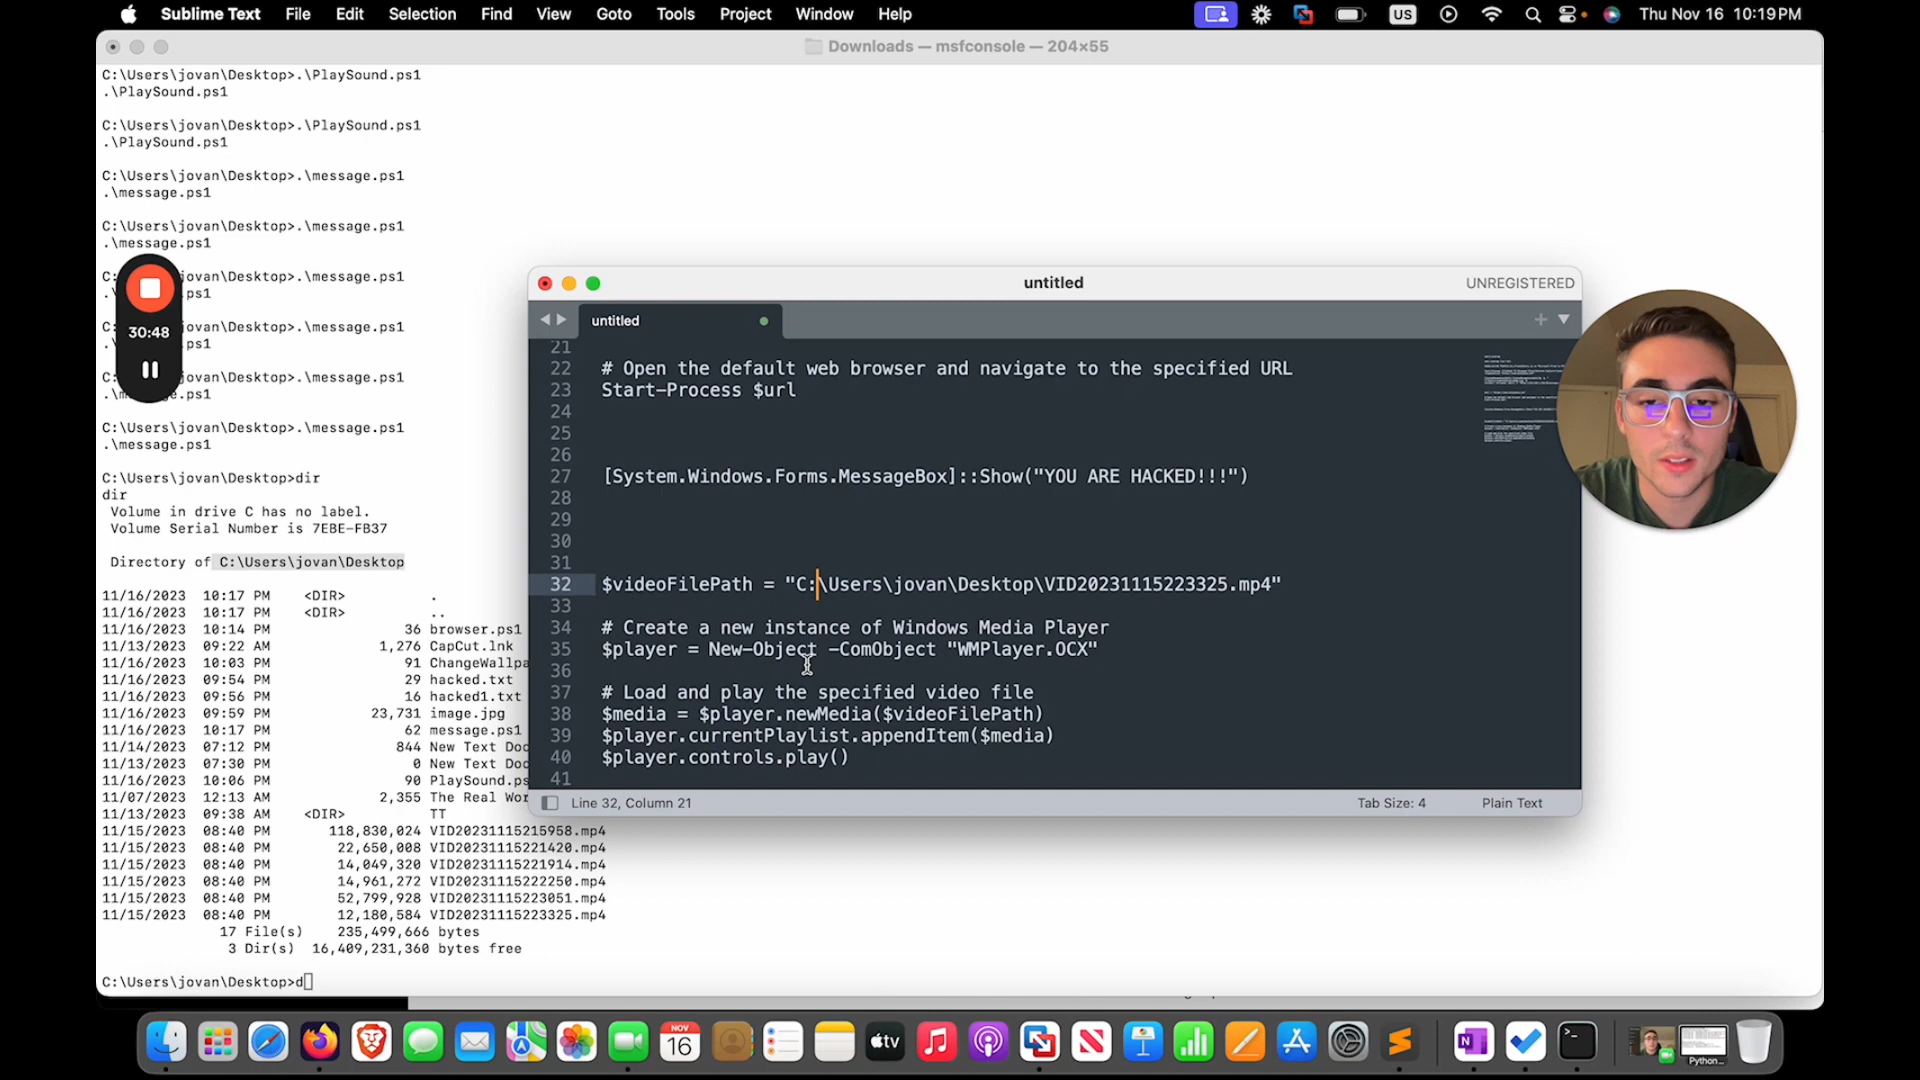 Sublime Text File Edit Selection Find View Goto Tools Project Window Help US Thu Nov 16 10:19 PM
Downloads — msfconsole — 204×55
C:\Users\jovan\Desktop>.\PlaySound.ps1
.\PlaySound.ps1
C:\Users\jovan\Desktop>.\PlaySound.ps1
.\PlaySound.ps1
C:\Users\jovan\Desktop>.\message.ps1
.\message.ps1
C:\Users\jovan\Desktop>.\message.ps1
.\message.ps1
C:\Users\jovan\Desktop>.\message.ps1
.\ps1
C:\Users\jovan\Desktop>.\message.ps1
.\ps1
C:\Users\jovan\Desktop>.\message.ps1
.\m ge.ps1
C:\Users\jovan\Desktop>.\message.ps1
.\message.ps1
C:\Users\jovan\Desktop>dir
dir
Volume in drive C has no label.
Volume Serial Number is 7EBE-FB37
Directory of C:\Users\jovan\Desktop
11/16/2023 10:17 PM <DIR> .
11/16/2023 10:17 PM <DIR> ..
11/16/2023 10:14 PM 36 browser.ps1
11/13/2023 09:22 AM 1,276 CapCut.lnk
11/16/2023 10:03 PM 91 ChangeWallpa
11/16/2023 09:54 PM 29 hacked.txt
11/16/2023 09:56 PM 16 hacked1.txt
11/16/2023 09:59 PM 23,731 image.jpg
11/16/2023 10:17 PM 62 message.ps1
11/14/2023 07:12 PM 844 New Text Doc
11/13/2023 07:30 PM 0 New Text Doc
11/16/2023 10:06 PM 90 PlaySound.ps
11/07/2023 12:13 AM 2,355 The Real Wor
11/13/2023 09:38 AM <DIR> TT
11/15/2023 08:40 PM 118,830,024 VID20231115215958.mp4
11/15/2023 08:40 PM 22,650,008 VID20231115221420.mp4
11/15/2023 08:40 PM 14,049,320 VID20231115221914.mp4
11/15/2023 08:40 PM 14,961,272 VID20231115222250.mp4
11/15/2023 08:40 PM 52,799,928 VID20231115223051.mp4
11/15/2023 08:40 PM 12,180,584 VID20231115223325.mp4
17 File(s) 235,499,666 bytes
3 Dir(s) 16,409,231,360 bytes free
C:\Users\jovan\Desktop>d
30:48
untitled UNREGISTERED
untitled
21
22 # Open the default web browser and navigate to the specified URL
23 Start-Process $url
24
25
26
27 [System.Windows.Forms.MessageBox]::Show("YOU ARE HACKED!!!")
28
29
30
31
32 $videoFilePath = "C:\Users\jovan\Desktop\VID20231115223325.mp4"
33
34 # Create a new instance of Windows Media Player
35 $player = New-Object -ComObject "WMPlayer.OCX"
36
37 # Load and play the specified video file
38 $media = $player.newMedia($videoFilePath)
39 $player.currentPlaylist.appendItem($media)
40 $player.controls.play()
41
Line 32, Column 21 Tab Size: 4 Plain Text
NOV
16
tv
Python...